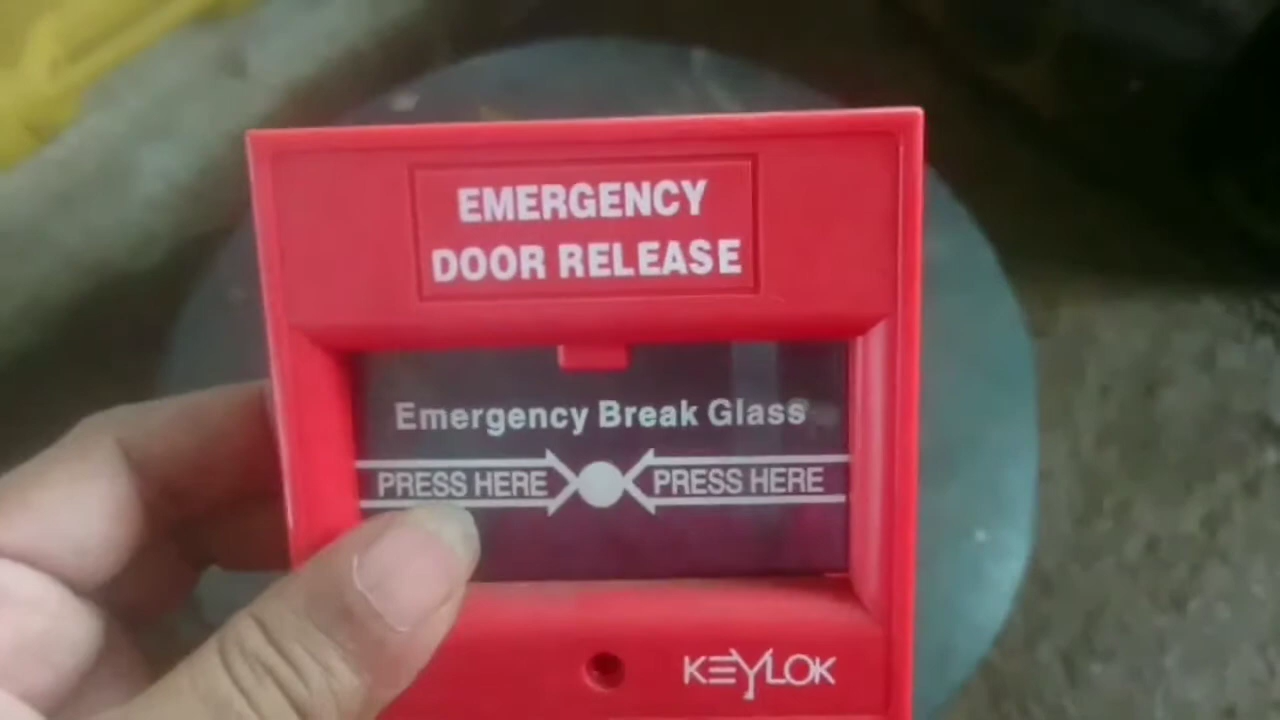 EMERGENCY
DOOR RELEASE
Emergency Break Glass
PRESS HERE PRESS HERE
KEYLOK